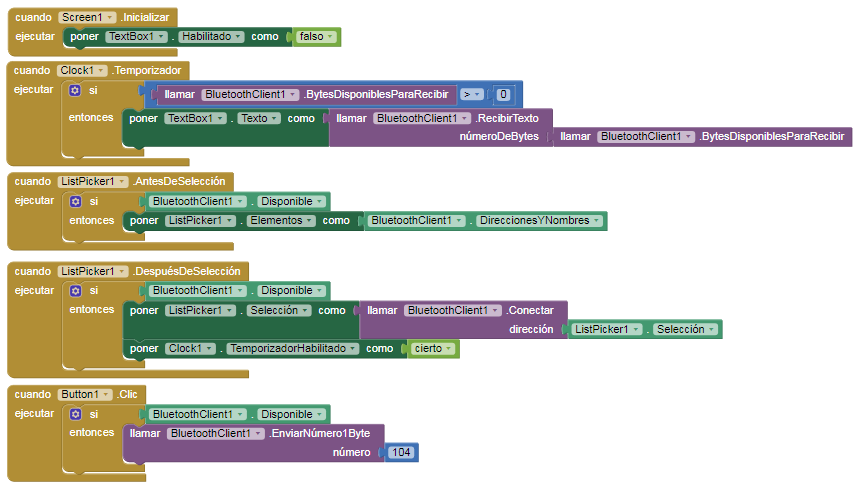 cuando Screen1 .Inicializar
ejecutar poner TextBox1 . Habilitado como falso
cuando Clock1 .Temporizador
ejecutar si llamar BluetoothClient1 .BytesDisponiblesParaRecibir > 0
entonces poner TextBox1 . Texto como llamar BluetoothClient1 .RecibirTexto
númeroDeBytes llamar BluetoothClient1 .BytesDisponiblesParaRecibir
cuando ListPicker1 .AntesDeSelección
ejecutar si BluetoothClient1 . Disponible
entonces poner ListPicker1 . Elementos como BluetoothClient1 . DireccionesYNombres
cuando ListPicker1 .DespuésDeSelección
ejecutar si BluetoothClient1 . Disponible
entonces poner ListPicker1 . Selección como llamar BluetoothClient1 .Conectar
dirección ListPicker1 . Selección
poner Clock1 . TemporizadorHabilitado como cierto
cuando Button1 .Clic
ejecutar si BluetoothClient1 . Disponible
entonces llamar BluetoothClient1 .EnviarNúmero1Byte
número 104